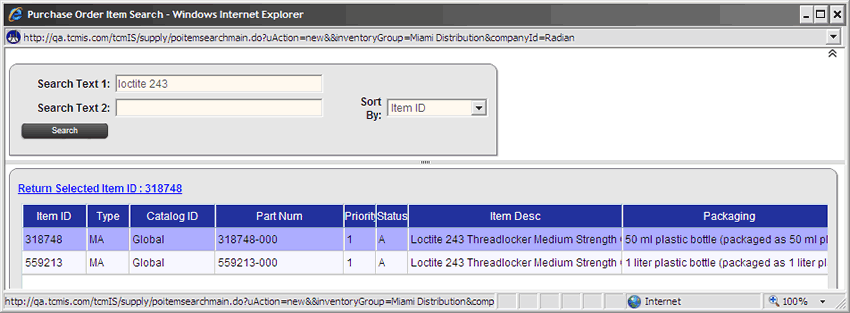 Purchase Order Item Search - Windows Internet Explorer
http://qa.tcmis.com/tcmIS/supply/poitemsearchmain.do?uAction=new&&inventoryGroup=Miami Distribution&companyId=Radian
Search Text 1: loctite 243
Search Text 2:
Sort By: Item ID
Search
Return Selected Item ID : 318748
Item ID Type Catalog ID Part Num Priority Status Item Desc Packaging
318748 MA Global 318748-000 1 A Loctite 243 Threadlocker Medium Strength 50 ml plastic bottle (packaged as 50 ml pl
559213 MA Global 559213-000 1 A Loctite 243 Threadlocker Medium Strength 1 liter plastic bottle (packaged as 1 liter pl
http://qa.tcmis.com/tcmIS/supply/poitemsearchmain.do?uAction=new&&inventoryGroup=Miami Distribution&comp Internet 100%